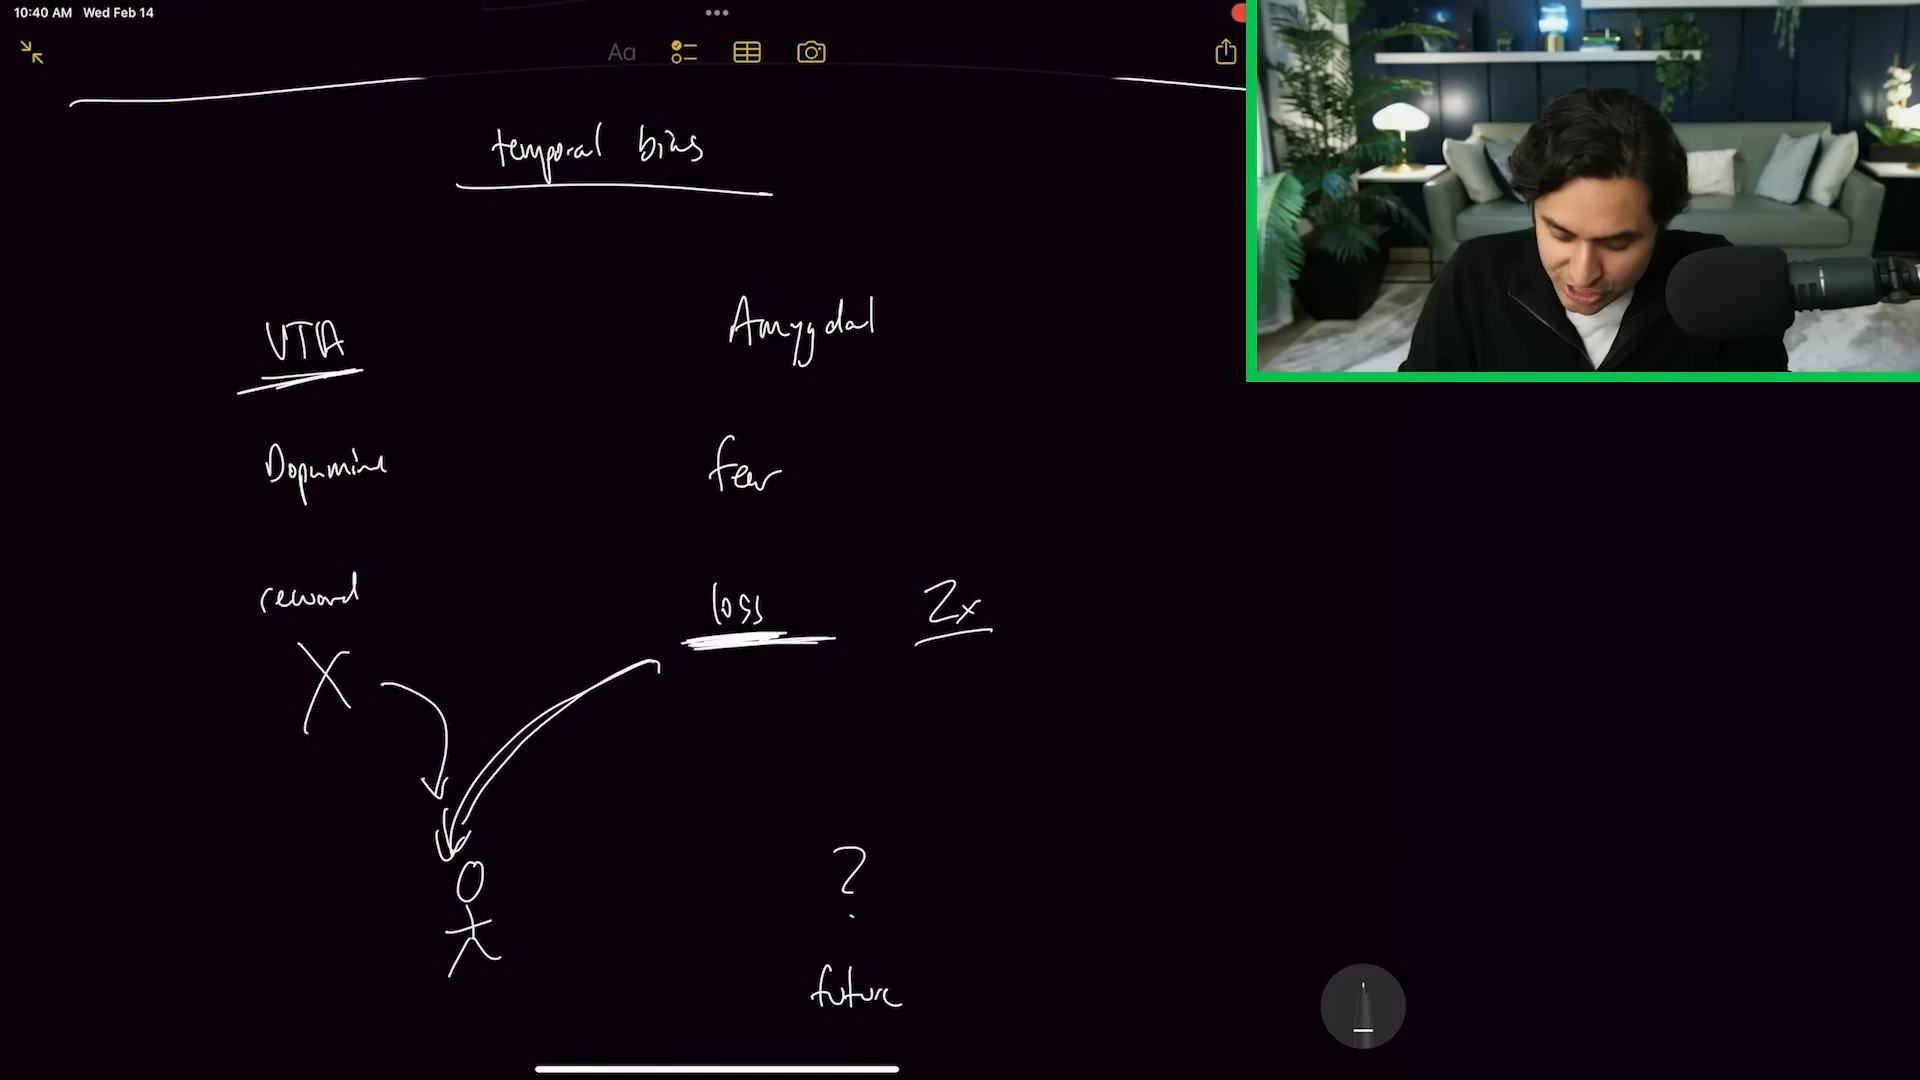 10:40 AM Wed Feb 14
Aa
temporal bias
VTA
Amygdal
Dopamine
fear
reward
loss
2x
X
?
future